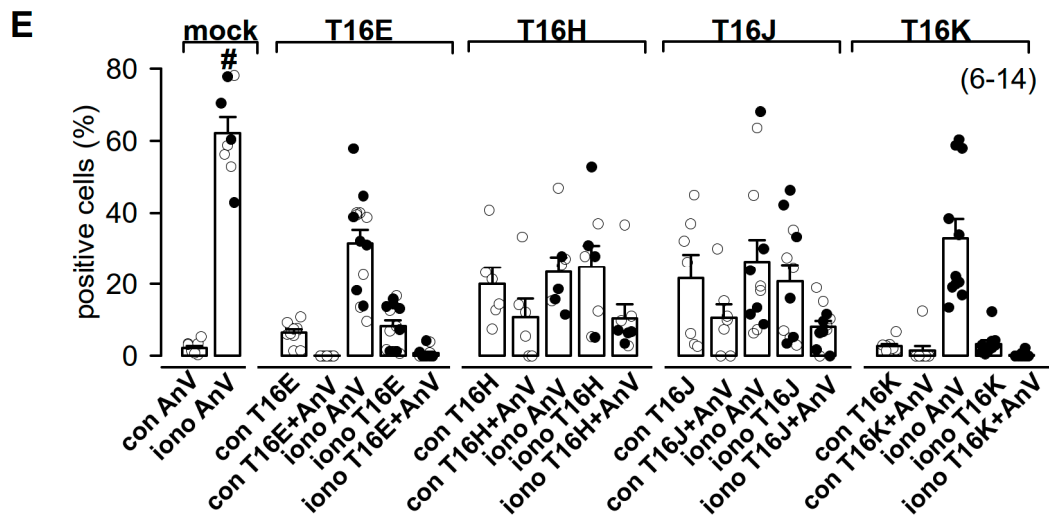 E
mock T16E T16H T16J T16K
#
(6-14)
positive cells (%)
80
60
40
20
0
con AnV
iono AnV
con T16E
con T16E+AnV
iono AnV
iono T16E
iono T16E+AnV
con T16H
con T16H+AnV
iono AnV
iono T16H
iono T16H+AnV
con T16J
con T16J+AnV
iono AnV
iono T16J
iono T16J+AnV
con T16K
con T16K+AnV
iono AnV
iono T16K
iono T16K+AnV